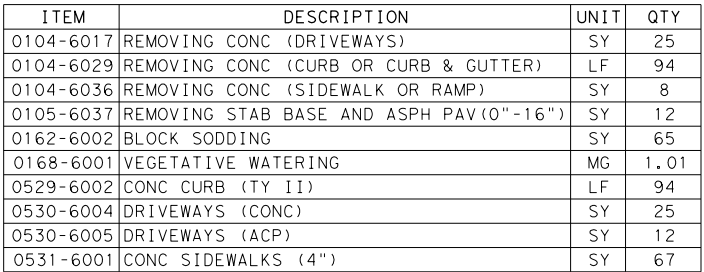 ITEM DESCRIPTION UNIT QTY
0104-6017 REMOVING CONC (DRIVEWAYS) SY 25
0104-6029 REMOVING CONC (CURB OR CURB & GUTTER) LF 94
0104-6036 REMOVING CONC (SIDEWALK OR RAMP) SY 8
0105-6037 REMOVING STAB BASE AND ASPH PAV(0"-16") SY 12
0162-6002 BLOCK SODDING SY 65
0168-6001 VEGETATIVE WATERING MG 1.01
0529-6002 CONC CURB (TY II) LF 94
0530-6004 DRIVEWAYS (CONC) SY 25
0530-6005 DRIVEWAYS (ACP) SY 12
0531-6001 CONC SIDEWALKS (4") SY 67